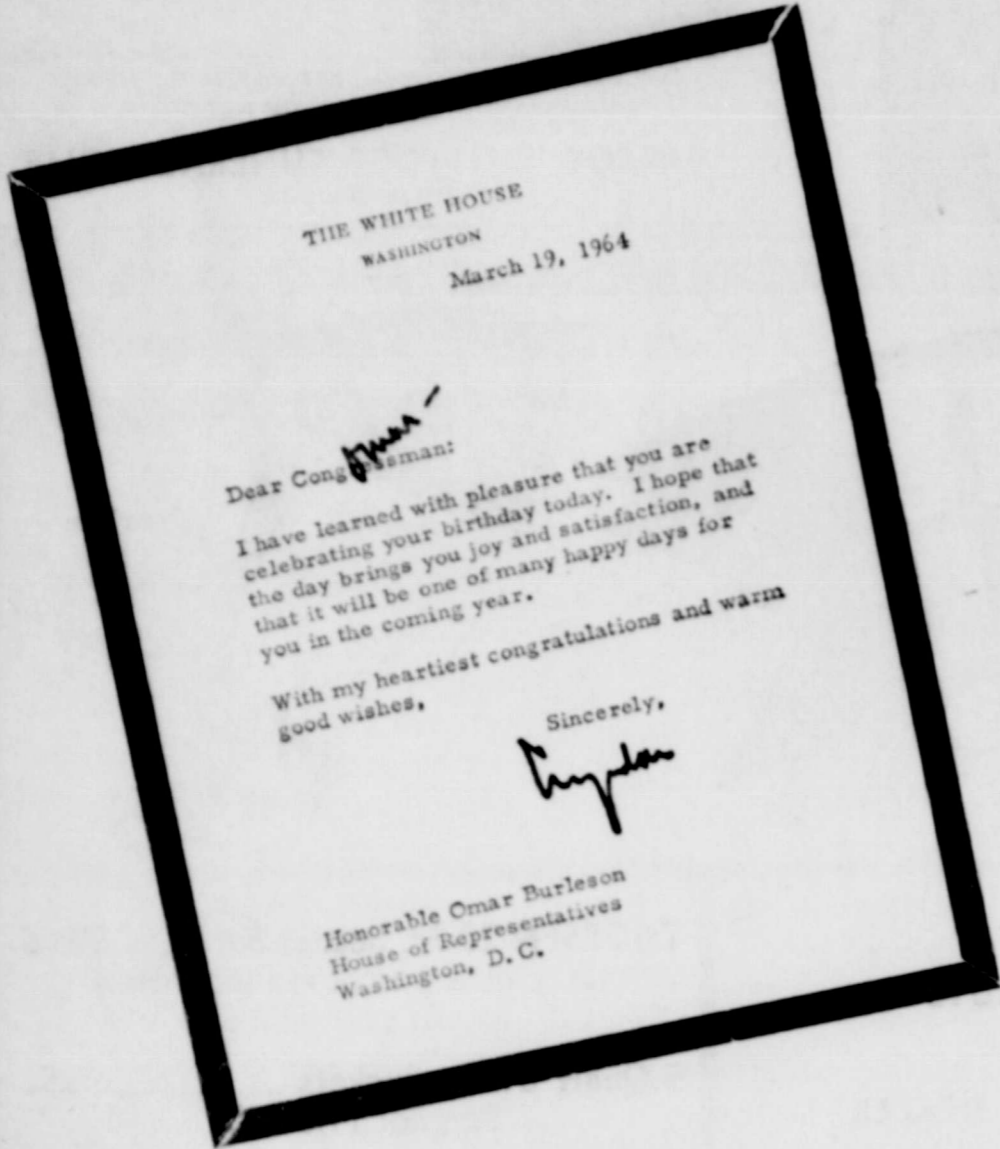 THE WHITE HOUSE
WASHINGTON
March 19, 1964
Omar —
Dear Congressman:
I have learned with pleasure that you are
celebrating your birthday today. I hope that
the day brings you joy and satisfaction, and
that it will be one of many happy days for
you in the coming year.
With my heartiest congratulations and warm
good wishes,
Sincerely,
Lyndon
Honorable Omar Burleson
House of Representatives
Washington, D. C.